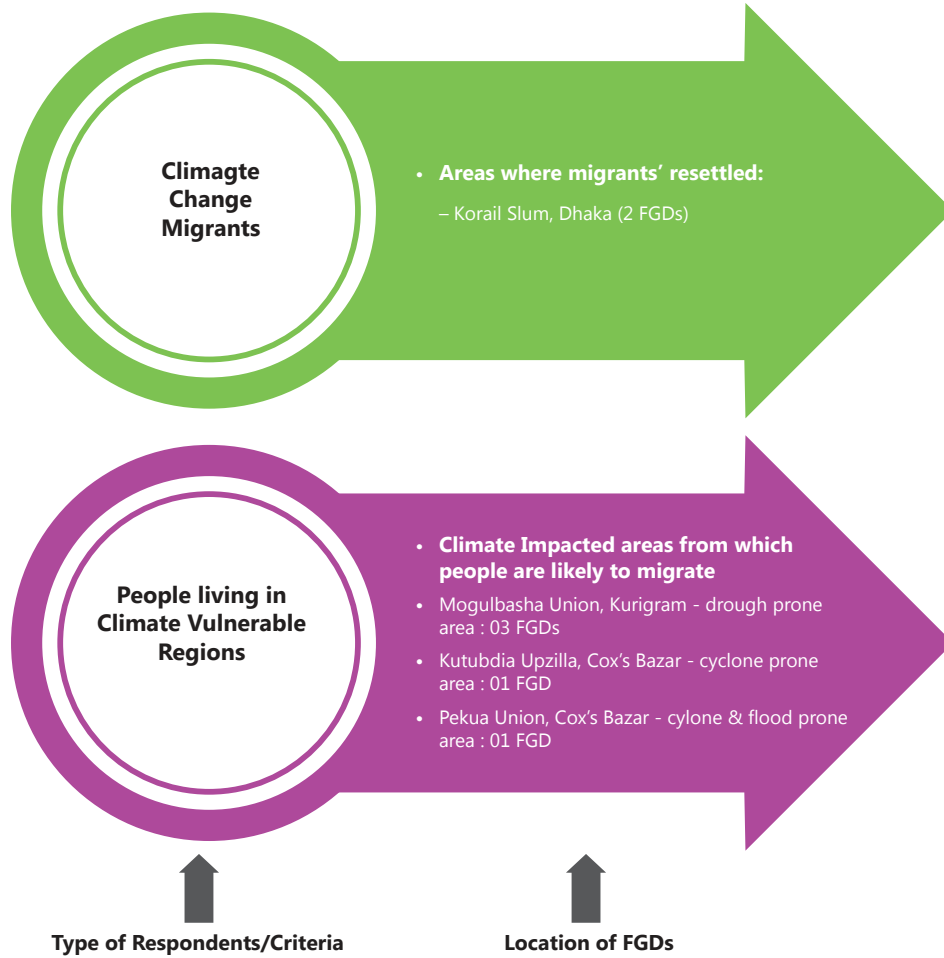 Climagte
Change
Migrants
• Areas where migrants’ resettled:
– Korail Slum, Dhaka (2 FGDs)
People living in
Climate Vulnerable
Regions
• Climate Impacted areas from which
people are likely to migrate
• Mogulbasha Union, Kurigram - drough prone
area : 03 FGDs
• Kutubdia Upzilla, Cox’s Bazar - cyclone prone
area : 01 FGD
• Pekua Union, Cox’s Bazar - cylone & flood prone
area : 01 FGD
Type of Respondents/Criteria
Location of FGDs